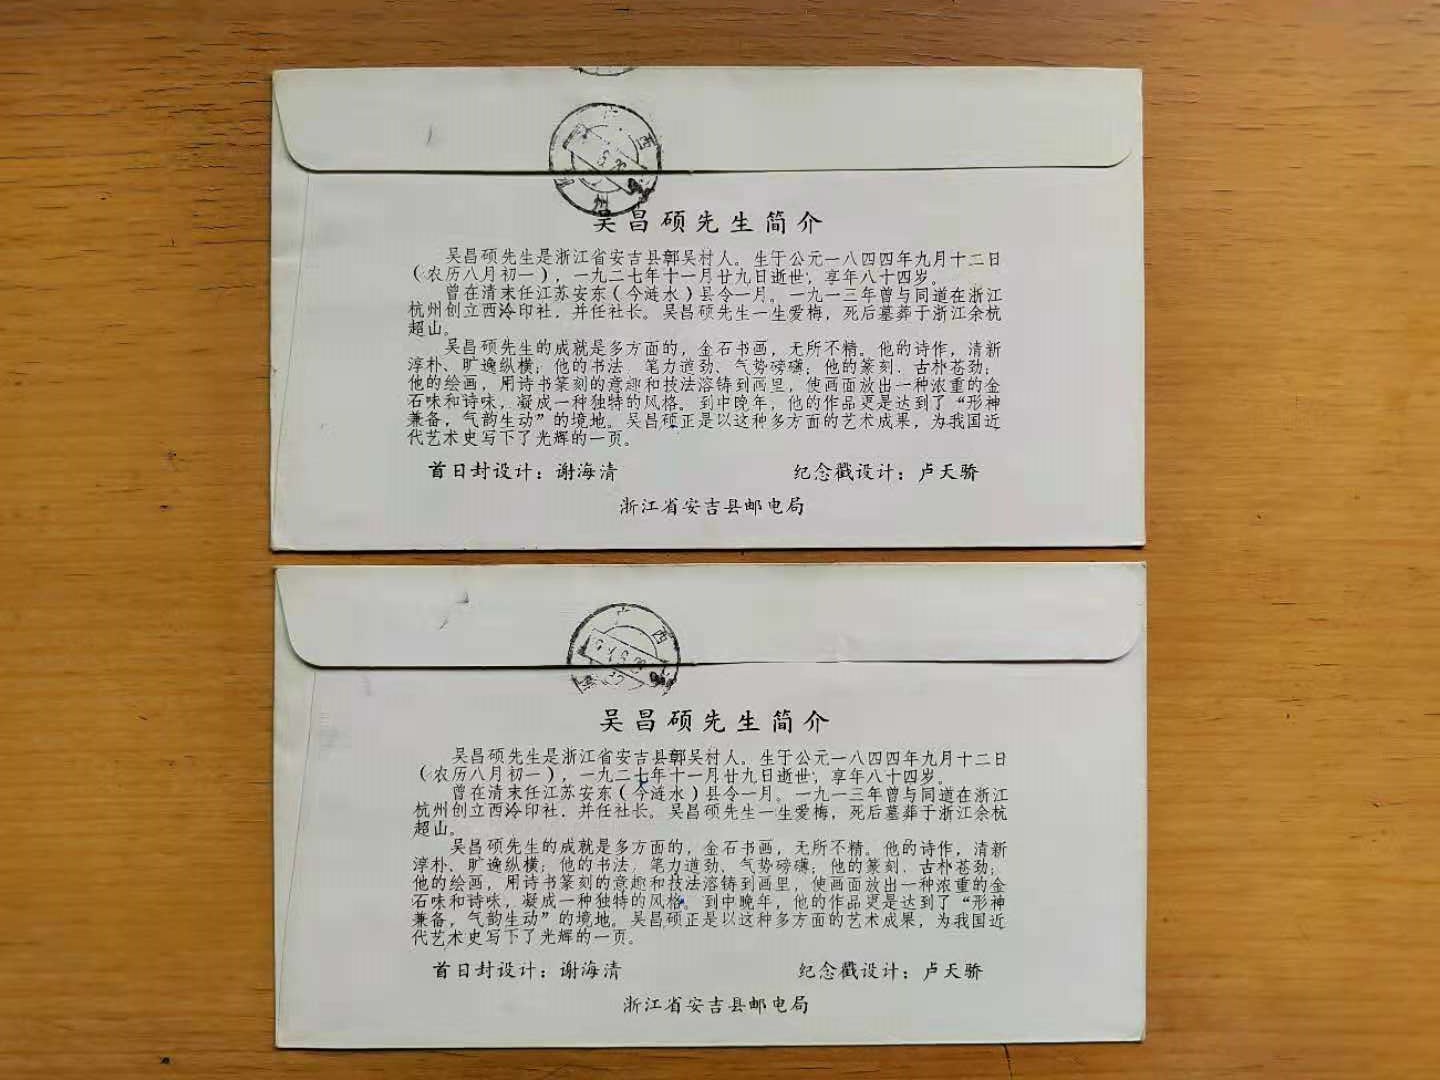 广西
州
吴昌硕先生简介
吴昌硕先生是浙江省安吉县鄣吴村人。生于公元一八四四年九月十二日
（农历八月初一），一九二七年十一月廿九日逝世，享年八十四岁。
曾在清末任江苏安东（今涟水）县令一月。一九一三年曾与同道在浙江
杭州创立西泠印社，并任社长。吴昌硕先生一生爱梅，死后墓葬于浙江余杭
超山。
吴昌硕先生的成就是多方面的，金石书画，无所不精。他的诗作，清新
淳朴、旷逸纵横；他的书法，笔力遒劲、气势磅礴；他的篆刻，古朴苍劲；
他的绘画，用诗书篆刻的意趣和技法溶铸到画里，使画面放出一种浓重的金
石味和诗味，凝成一种独特的风格。到中晚年，他的作品更是达到了“形神
兼备，气韵生动”的境地。吴昌硕正是以这种多方面的艺术成果，为我国近
代艺术史写下了光辉的一页。
首日封设计：谢海清 纪念戳设计：卢天骄
浙江省安吉县邮电局
广西
吴昌硕先生简介
吴昌硕先生是浙江省安吉县鄣吴村人。生于公元一八四四年九月十二日
（农历八月初一），一九二七年十一月廿九日逝世，享年八十四岁。
曾在清末任江苏安东（今涟水）县令一月。一九一三年曾与同道在浙江
杭州创立西泠印社，并任社长。吴昌硕先生一生爱梅，死后墓葬于浙江余杭
超山。
吴昌硕先生的成就是多方面的，金石书画，无所不精。他的诗作，清新
淳朴、旷逸纵横；他的书法，笔力遒劲、气势磅礴；他的篆刻，古朴苍劲；
他的绘画，用诗书篆刻的意趣和技法溶铸到画里，使画面放出一种浓重的金
石味和诗味，凝成一种独特的风格。到中晚年，他的作品更是达到了“形神
兼备，气韵生动”的境地。吴昌硕正是以这种多方面的艺术成果，为我国近
代艺术史写下了光辉的一页。
首日封设计：谢海清 纪念戳设计：卢天骄
浙江省安吉县邮电局